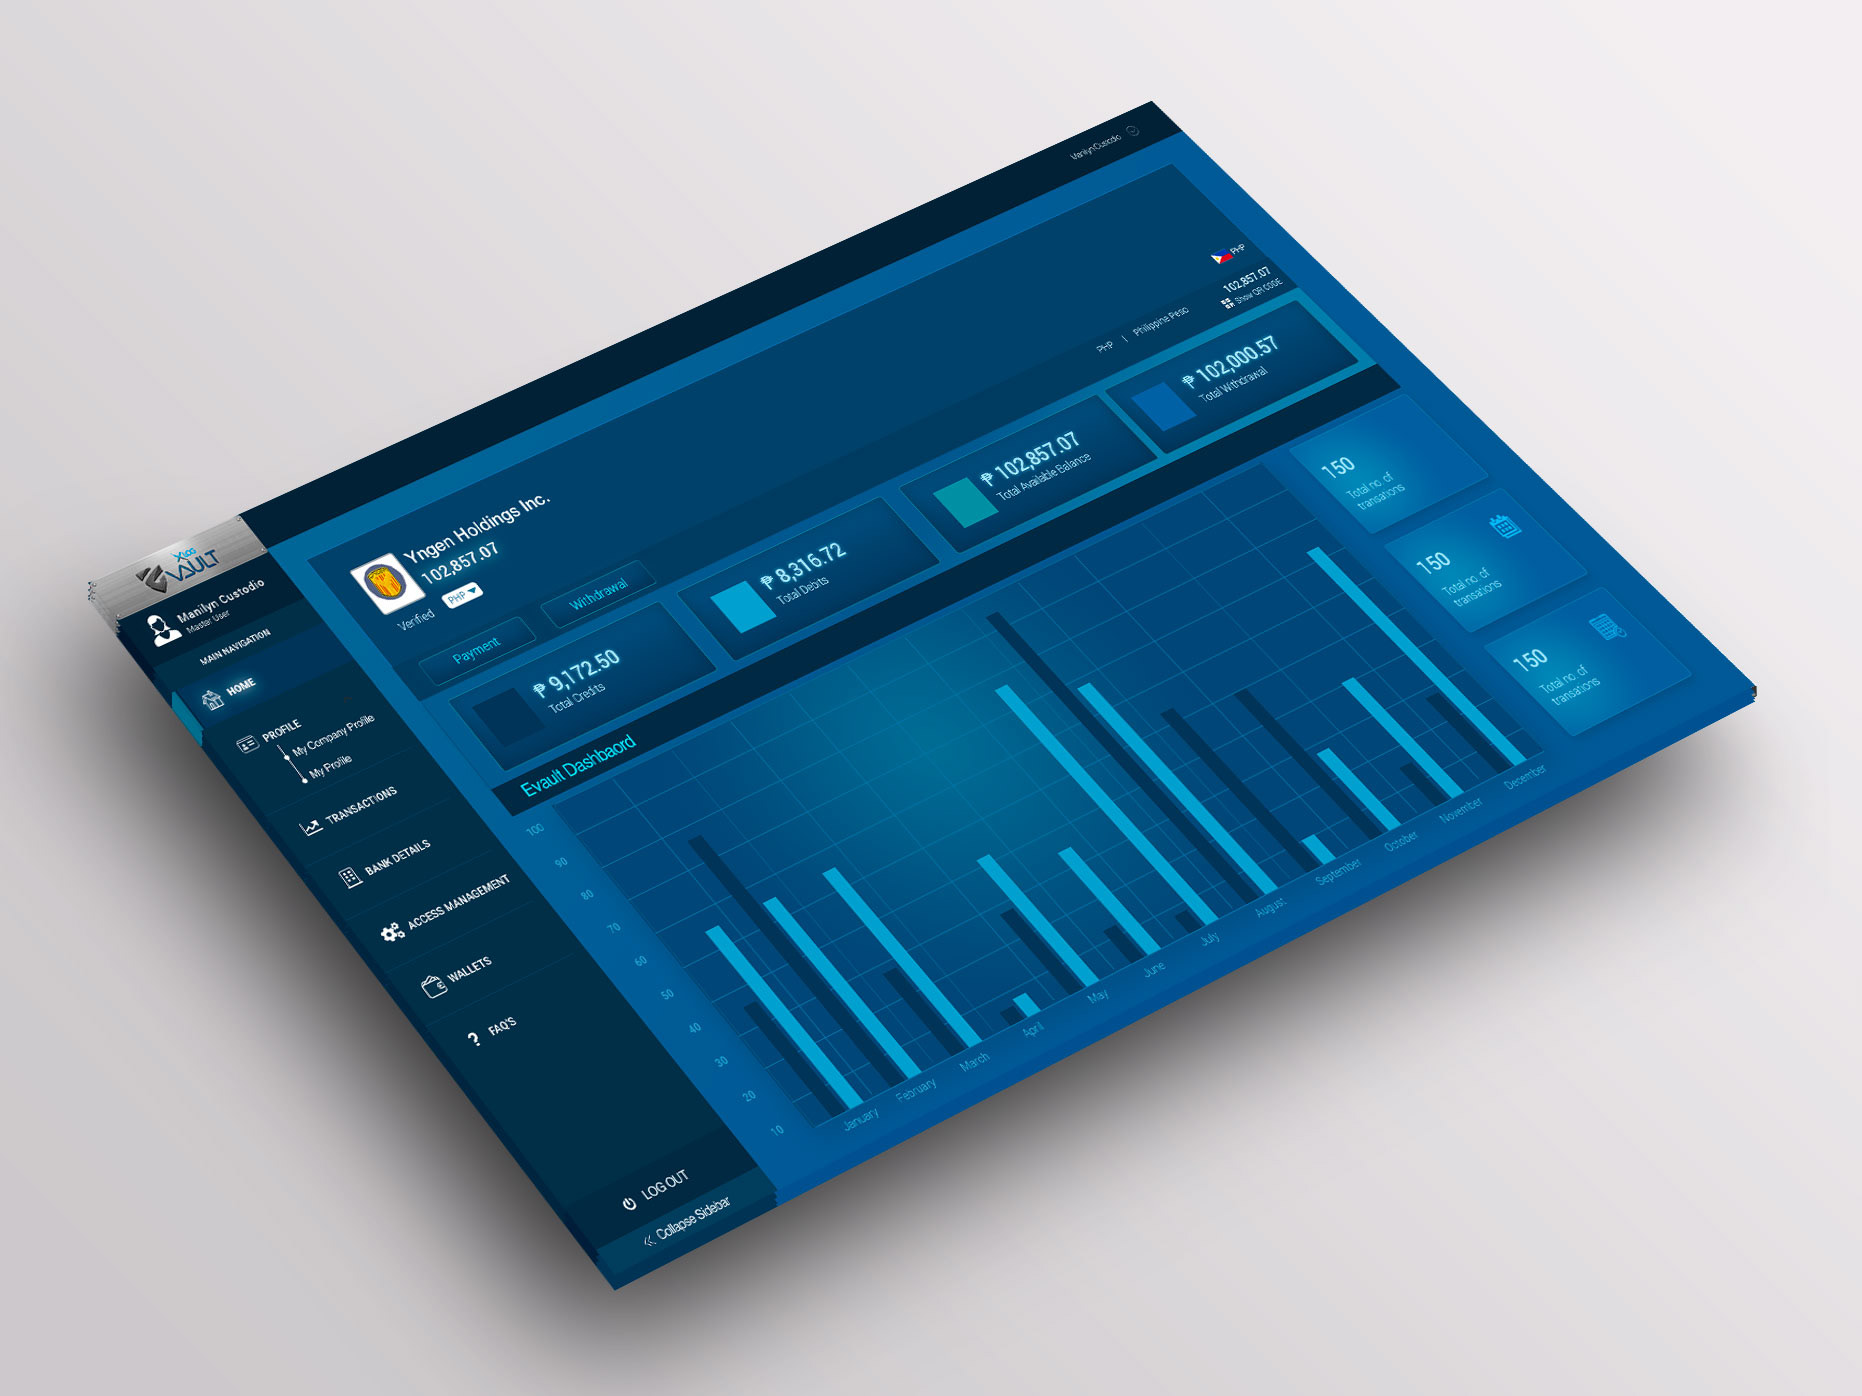 Manilyn Custodio
Xloo
VAULT
Manilyn Custodio
Master User
MAIN NAVIGATION
HOME
PROFILE
My Company Profile
My Profile
TRANSACTIONS
BANK DETAILS
ACCESS MANAGEMENT
WALLETS
FAQ'S
LOG OUT
Collapse Sidebar
Yngen Holdings Inc.
102,857.07
Verified
PHP
PHP
102,857.07
Show QR CODE
Payment
Withdrawal
PHP | Philippine Peso
₱ 9,172.50
Total Credits
₱ 8,316.72
Total Debits
₱ 102,857.07
Total Available Balance
₱ 102,000.57
Total Withdrawal
Evault Dashbaord
100
90
80
70
60
50
40
30
20
10
January
February
March
April
May
June
July
August
September
October
November
December
150
Total no. of
transations
150
Total no. of
transations
150
Total no. of
transations